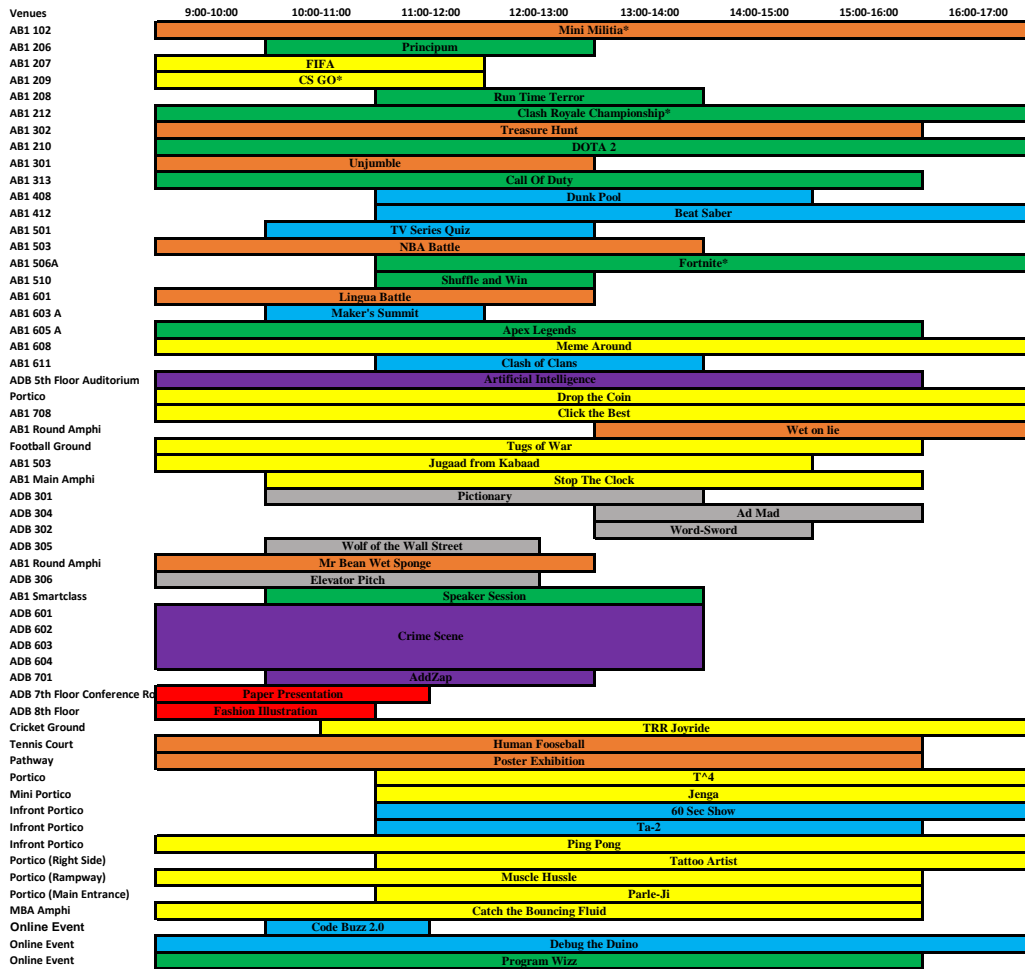 Venues 9:00-10:00 10:00-11:00 11:00-12:00 12:00-13:00 13:00-14:00 14:00-15:00 15:00-16:00 16:00-17:00
AB1 102 Mini Militia*
AB1 206 Principum
AB1 207 FIFA
AB1 209 CS GO*
AB1 208 Run Time Terror
AB1 212 Clash Royale Championship*
AB1 302 Treasure Hunt
AB1 210 DOTA 2
AB1 301 Unjumble
AB1 313 Call Of Duty
AB1 408 Dunk Pool
AB1 412 Beat Saber
AB1 501 TV Series Quiz
AB1 503 NBA Battle
AB1 506A Fortnite*
AB1 510 Shuffle and Win
AB1 601 Lingua Battle
AB1 603 A Maker's Summit
AB1 605 A Apex Legends
AB1 608 Meme Around
AB1 611 Clash of Clans
ADB 5th Floor Auditorium Artificial Intelligence
Portico Drop the Coin
AB1 708 Click the Best
AB1 Round Amphi Wet on lie
Football Ground Tugs of War
AB1 503 Jugaad from Kabaad
AB1 Main Amphi Stop The Clock
ADB 301 Pictionary
ADB 304 Ad Mad
ADB 302 Word-Sword
ADB 305 Wolf of the Wall Street
AB1 Round Amphi Mr Bean Wet Sponge
ADB 306 Elevator Pitch
AB1 Smartclass Speaker Session
ADB 601
ADB 602
Crime Scene
ADB 603
ADB 604
ADB 701 AddZap
ADB 7th Floor Conference Ro Paper Presentation
ADB 8th Floor Fashion Illustration
Cricket Ground TRR Joyride
Tennis Court Human Fooseball
Pathway Poster Exhibition
Portico T^4
Mini Portico Jenga
Infront Portico 60 Sec Show
Infront Portico Ta-2
Infront Portico Ping Pong
Portico (Right Side) Tattoo Artist
Portico (Rampway) Muscle Hussle
Portico (Main Entrance) Parle-Ji
MBA Amphi Catch the Bouncing Fluid
Online Event Code Buzz 2.0
Online Event Debug the Duino
Online Event Program Wizz